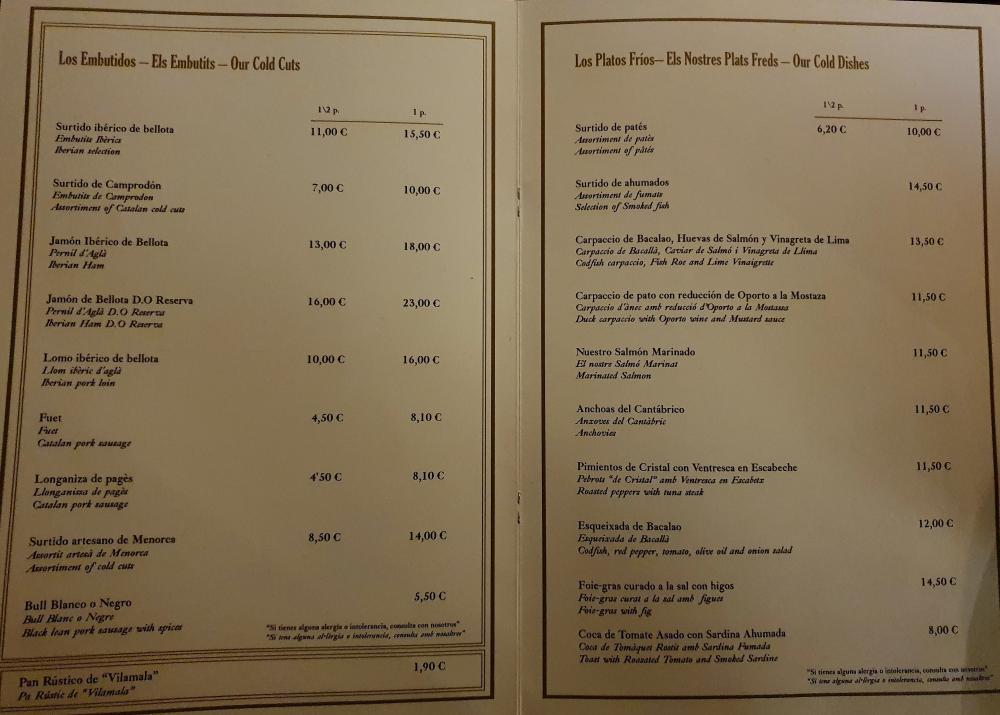 Los Embutidos – Els Embutits – Our Cold Cuts
1\2 p. 1 p.
Surtido ibérico de bellota 11,00 € 15,50 €
Embutits Ibèrics
Iberian selection
Surtido de Camprodón 7,00 € 10,00 €
Embutits de Camprodon
Assortiment of Catalan cold cuts
Jamón Ibérico de Bellota 13,00 € 18,00 €
Pernil d'Aglà
Iberian Ham
Jamón de Bellota D.O Reserva 16,00 € 23,00 €
Pernil d'Aglà D.O Reserva
Iberian Ham D.O Reserva
Lomo ibérico de bellota 10,00 € 16,00 €
Llom ibèric d'aglà
Iberian pork loin
Fuet 4,50 € 8,10 €
Fuet
Catalan pork sausage
Longaniza de pagès 4'50 € 8,10 €
Llonganissa de pagès
Catalan pork sausage
Surtido artesano de Menorca 8,50 € 14,00 €
Assortit artesà de Menorca
Assortiment of cold cuts
Bull Blanco o Negro 5,50 €
Bull Blanc o Negre
Black lean pork sausage with spices
"Si tienes alguna alergia o intolerancia, consulta con nosotros"
"Si tens alguna al·lèrgia o intolerancia, consulta amb nosaltres"
Pan Rústico de "Vilamala" 1,90 €
Pa Rústic de "Vilamala"
Los Platos Fríos– Els Nostres Plats Freds – Our Cold Dishes
1\2 p. 1 p.
Surtido de patés 6,20 € 10,00 €
Assortiment de patès
Assortiment of pâtés
Surtido de ahumados 14,50 €
Assortiment de fumats
Selection of Smoked fish
Carpaccio de Bacalao, Huevas de Salmón y Vinagreta de Lima 13,50 €
Carpaccio de Bacallà, Caviar de Salmó i Vinagreta de Llima
Codfish carpaccio, Fish Roe and Lime Vinaigrette
Carpaccio de pato con reducción de Oporto a la Mostaza 11,50 €
Carpaccio d'ànec amb reducció d'Oporto a la Mostassa
Duck carpaccio with Oporto wine and Mustard sauce
Nuestro Salmón Marinado 11,50 €
El nostre Salmó Marinat
Marinated Salmon
Anchoas del Cantábrico 11,50 €
Anxoves del Cantàbric
Anchovies
Pimientos de Cristal con Ventresca en Escabeche 11,50 €
Pebrots "de Cristal" amb Ventresca en Escabetx
Roasted peppers with tuna steak
Esqueixada de Bacalao 12,00 €
Esqueixada de Bacallà
Codfish, red pepper, tomato, olive oil and onion salad
Foie-gras curado a la sal con higos 14,50 €
Foie-gras curat a la sal amb figues
Foie-gras with fig
Coca de Tomate Asado con Sardina Ahumada 8,00 €
Coca de Tomàquet Rostit amb Sardina Fumada
Toast with Roasated Tomato and Smoked Sardine
"Si tienes alguna alergia o intolerancia, consulta con nosotros"
"Si tens alguna al·lèrgia o intolerancia, consulta amb nosaltres"